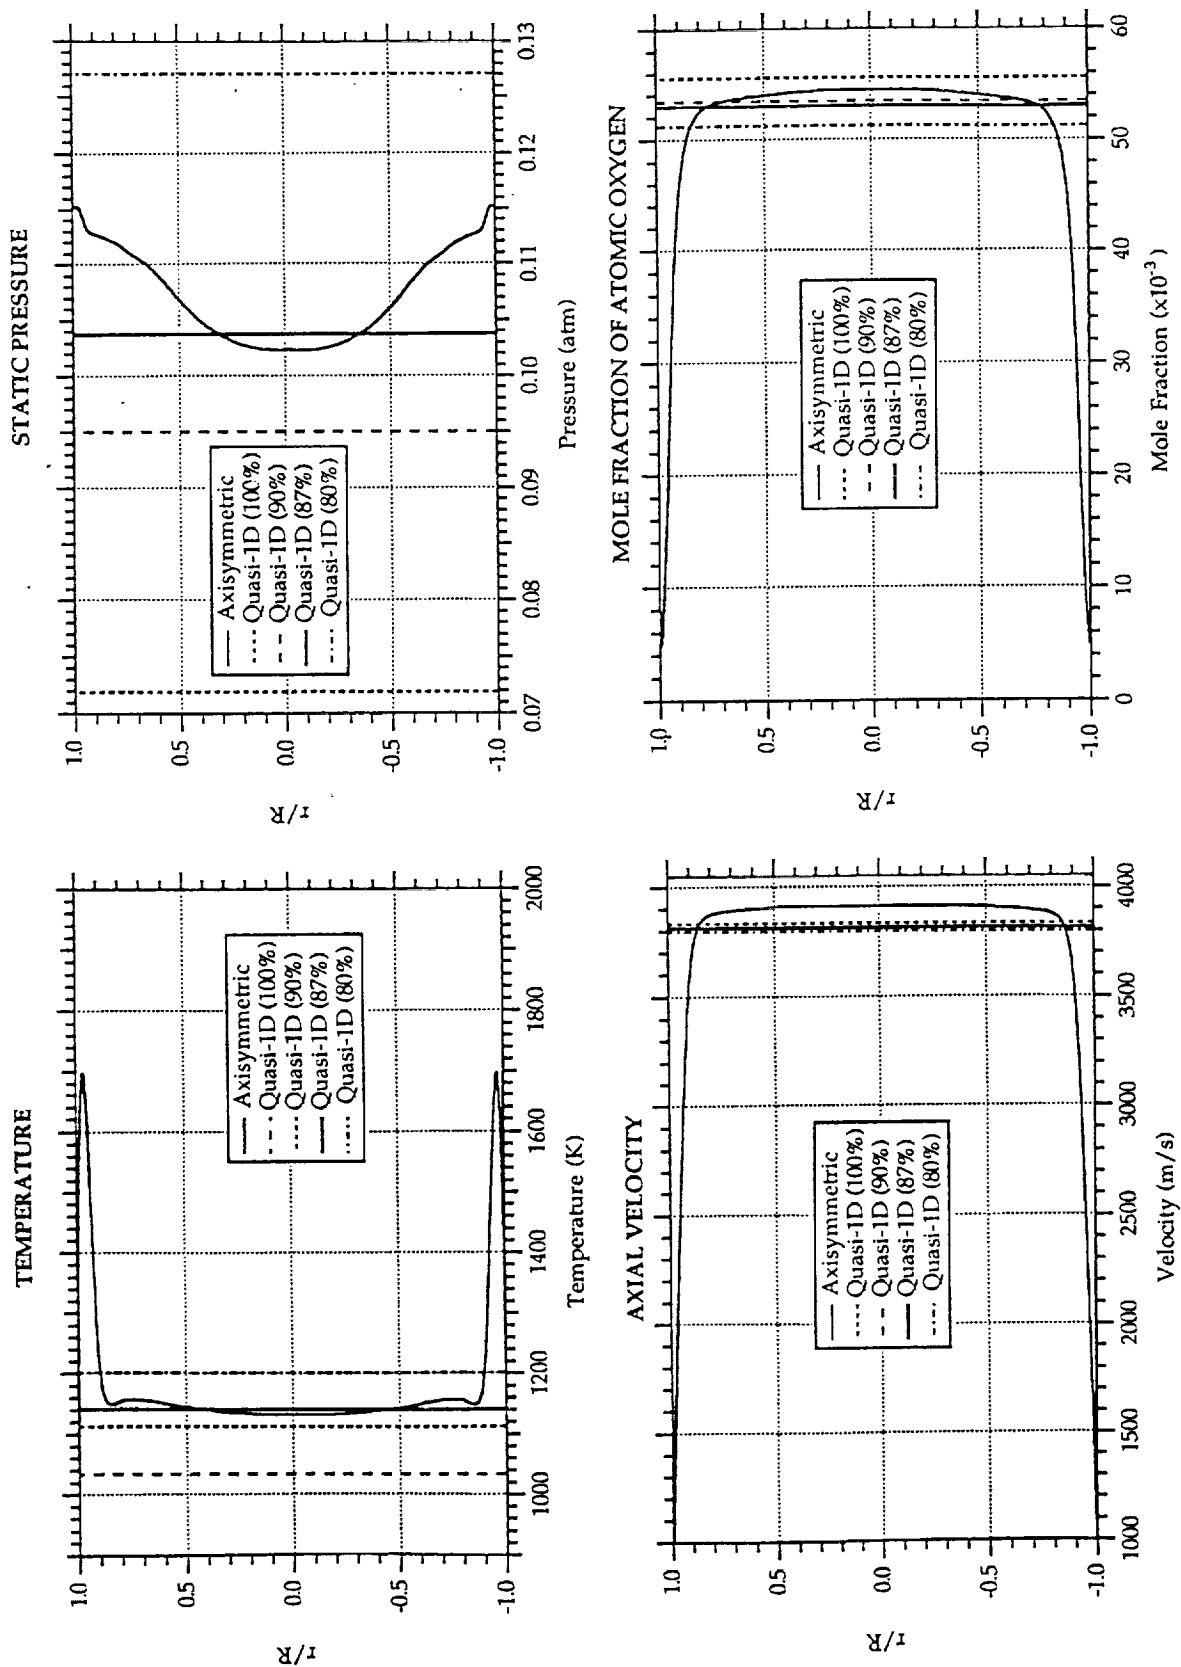 TEMPERATURE
1.0
0.5
0.0
-0.5
-1.0
r/R
Axisymmetric
Quasi-1D (100%)
Quasi-1D (90%)
Quasi-1D (87%)
Quasi-1D (80%)
1000
1200
1400
1600
1800
2000
Temperature (K)
STATIC PRESSURE
1.0
0.5
0.0
-0.5
-1.0
r/R
Axisymmetric
Quasi-1D (100%)
Quasi-1D (90%)
Quasi-1D (87%)
Quasi-1D (80%)
0.07
0.08
0.09
0.10
0.11
0.12
0.13
Pressure (atm)
AXIAL VELOCITY
1.0
0.5
0.0
-0.5
-1.0
r/R
Axisymmetric
Quasi-1D (100%)
Quasi-1D (90%)
Quasi-1D (87%)
Quasi-1D (80%)
1000
1500
2000
2500
3000
3500
4000
Velocity (m/s)
MOLE FRACTION OF ATOMIC OXYGEN
1.0
0.5
0.0
-0.5
-1.0
r/R
Axisymmetric
Quasi-1D (100%)
Quasi-1D (90%)
Quasi-1D (87%)
Quasi-1D (80%)
0
10
20
30
40
50
60
Mole Fraction (x10⁻³)